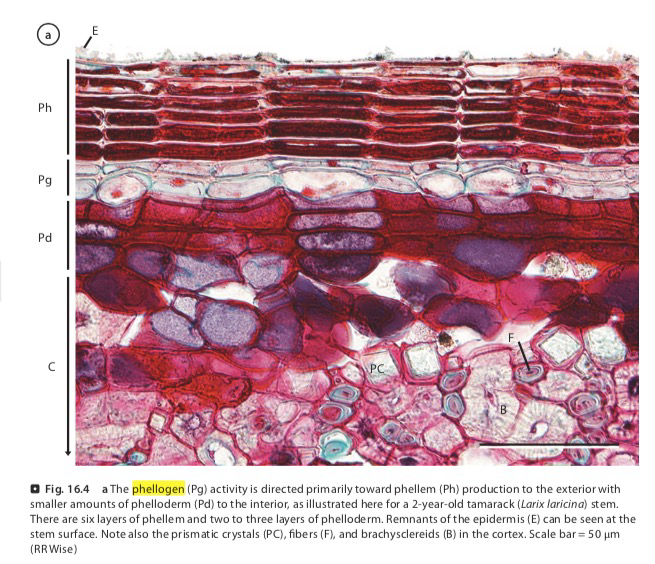 a
E
Ph
Pg
Pd
C
PC
F
B
Fig. 16.4 a The phellogen (Pg) activity is directed primarily toward phellem (Ph) production to the exterior with
smaller amounts of phelloderm (Pd) to the interior, as illustrated here for a 2-year-old tamarack (Larix laricina) stem.
There are six layers of phellem and two to three layers of phelloderm. Remnants of the epidermis (E) can be seen at the
stem surface. Note also the prismatic crystals (PC), fibers (F), and brachysclereids (B) in the cortex. Scale bar = 50 μm
(RR Wise)